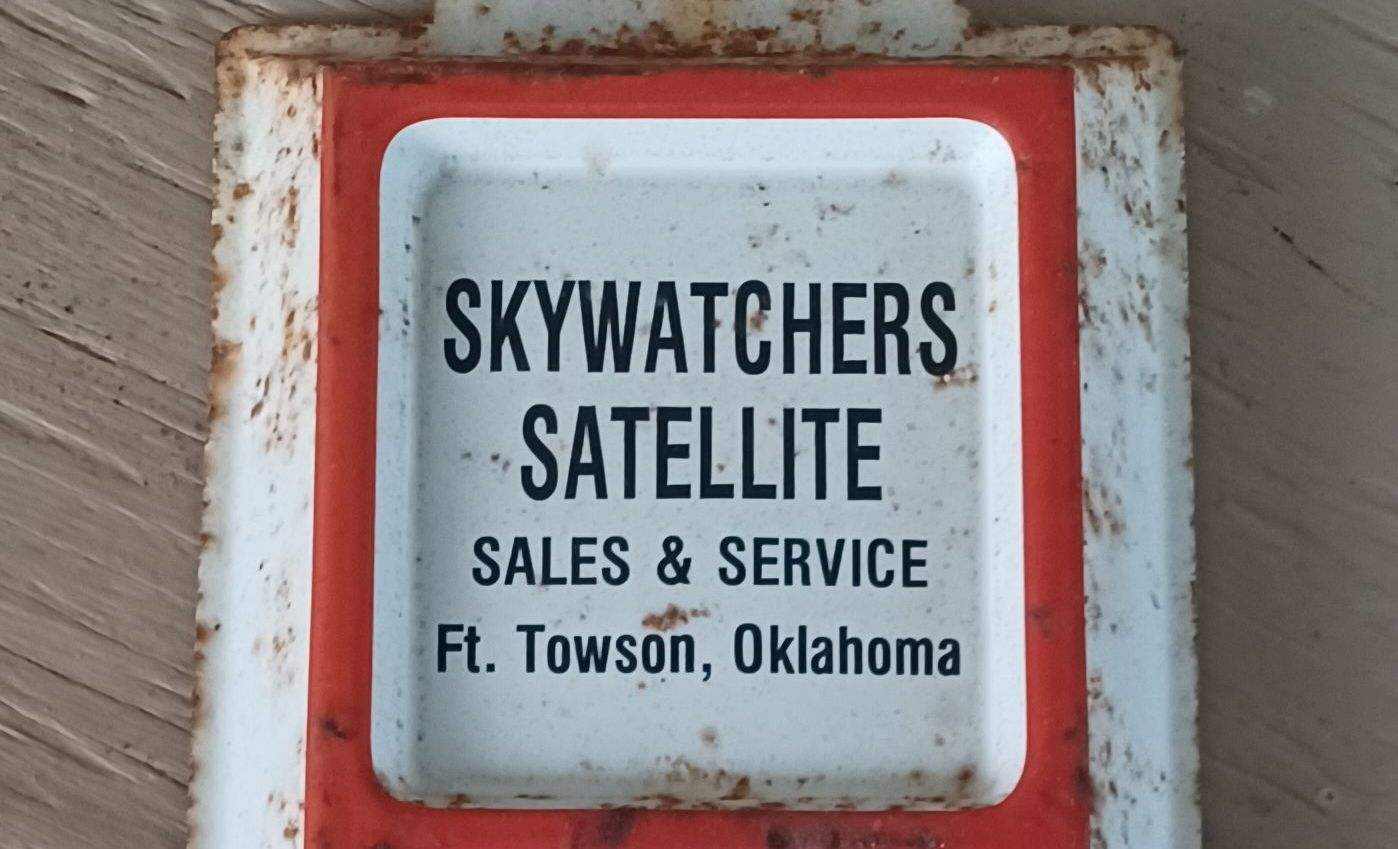 SKYWATCHERS
SATELLITE
SALES & SERVICE
Ft. Towson, Oklahoma